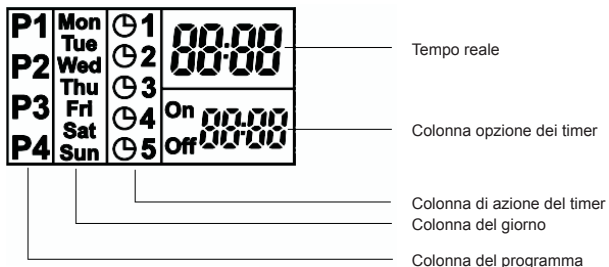 P1
P2
P3
P4
Mon
Tue
Wed
Thu
Fri
Sat
Sun
1
2
3
4
5
88:88
On
Off
88:88
Tempo reale
Colonna opzione dei timer
Colonna di azione del timer
Colonna del giorno
Colonna del programma